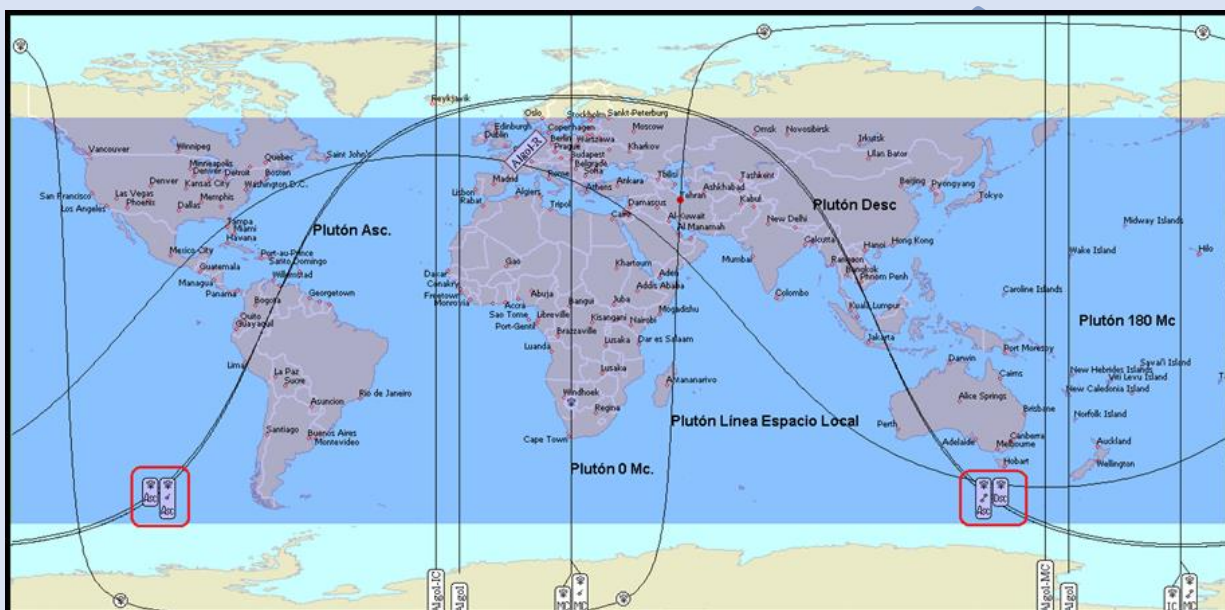 Reykjavik
Oslo
Stockholm
Sankt-Peterburg
Edinburgh
Copenhagen
Moscow
Omsk
Novosibirsk
Dublin
Berlin
Warszawa
Irkutsk
Vancouver
Winnipeg
Quebec
Saint John's
Prague
Kharkov
Ulan Bator
Algol-R
Minneapolis
Denver
Detroit
Boston
Budapest
Belgrade
Denver
Kansas City
Washington D.C.
Madrid
Rome
Sofia
Ankara
Tbilisi
Tashkent
Beijing
Pyongyang
San Francisco
Las Vegas
Memphis
Lisbon
Algiers
Athens
Ashkhabad
Kabul
Tokyo
Los Angeles
Phoenix
Dallas
Rabat
Tripol
Cairo
Damascus
Tehran
Plutón Desc
Tampa
Miami
Havana
Plutón Asc.
Al-Kuwait
Al Manamah
New Delhi
Calcutta
Midway Islands
Mexico-City
Port-au-Prince
Santo Domingo
Hanoi
Hong Kong
Wake Island
Hilo
Guatemala
Willemstad
Dakar
Gao
Khartoum
Mumbai
Rangoon
Bangkok
Managua
Conakry
Aden
Phnom Penh
Panama
Georgetown
Freetown
Monrovia
Accra
Abuja
Addis Ababa
Colombo
Caroline Islands
Bogota
Sao Tome
Libreville
Bangui
Juba
Mogadishu
Kuala Lumpur
Quito
Guayaquil
Port-Gentil
Kisangani
Nairobi
Plutón 180 Mc
Brazzaville
Lima
Luanda
Lusaka
Dar es Salaam
Jakarta
Port Moresby
La Paz
Sucre
Lusaka
Antananarivo
Darwin
Cairns
Savai'i Island
New Hebrides Islands
Viti Levu Island
Asuncion
Rio de Janeiro
Windhoek
Alice Springs
New Caledonia Island
Regina
Brisbane
Norfolk Island
Santiago
Buenos Aires
Montevideo
Cape Town
Plutón Línea Espacio Local
Perth
Adelaide
Canberra
Melbourne
Auckland
Plutón 0 Mc.
Hobart
Wellington
Asc
Asc
Asc
Dsc
Algol-IC
Algol
MC
MC
Algol-MC
Algol
IC
MC